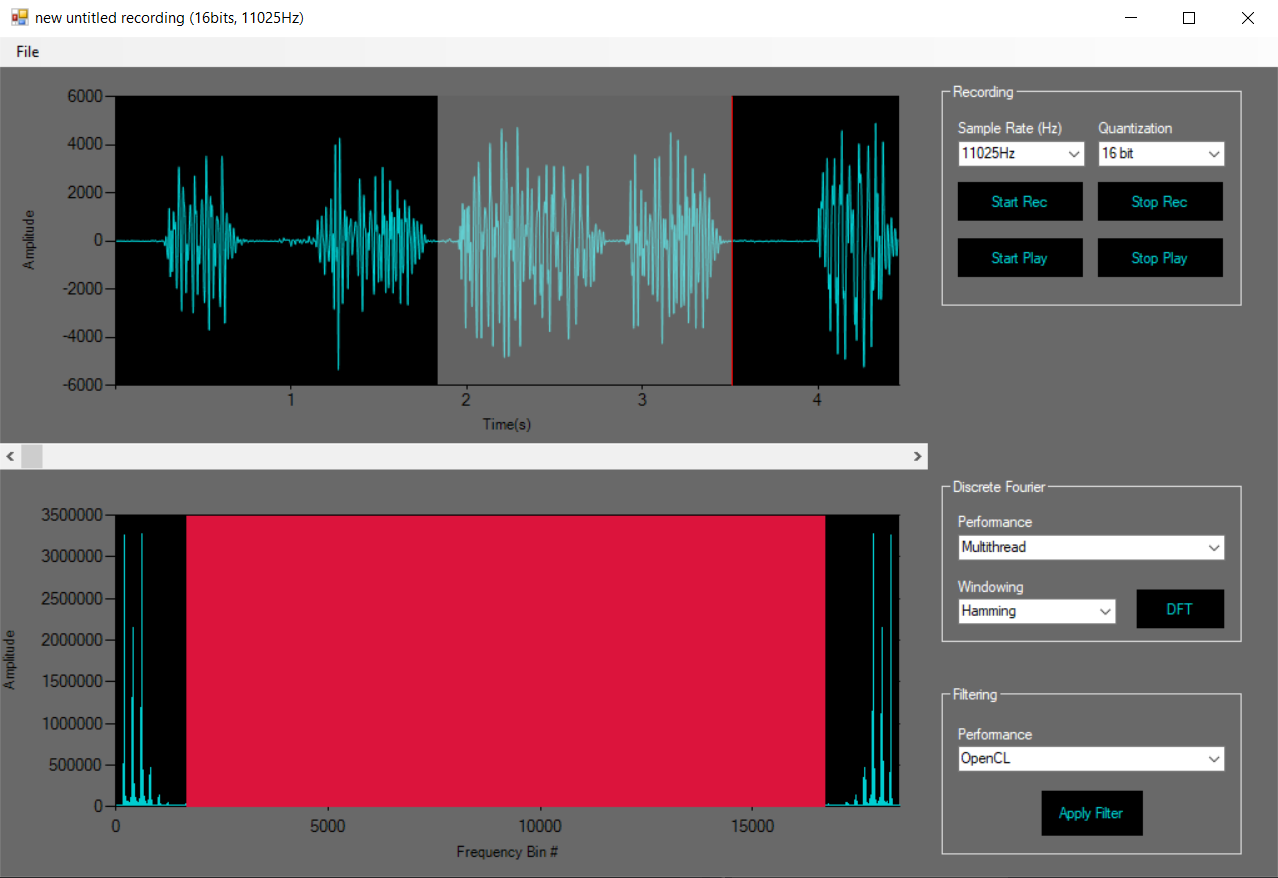 new untitled recording (16bits, 11025Hz)
File
6000
4000
2000
0
-2000
-4000
-6000
Amplitude
1 2 3 4
Time(s)
Recording
Sample Rate (Hz) Quantization
11025Hz 16 bit
Start Rec Stop Rec
Start Play Stop Play
3500000
3000000
2500000
2000000
1500000
1000000
500000
0
Amplitude
0 5000 10000 15000
Frequency Bin #
Discrete Fourier
Performance
Multithread
Windowing
Hamming DFT
Filtering
Performance
OpenCL
Apply Filter